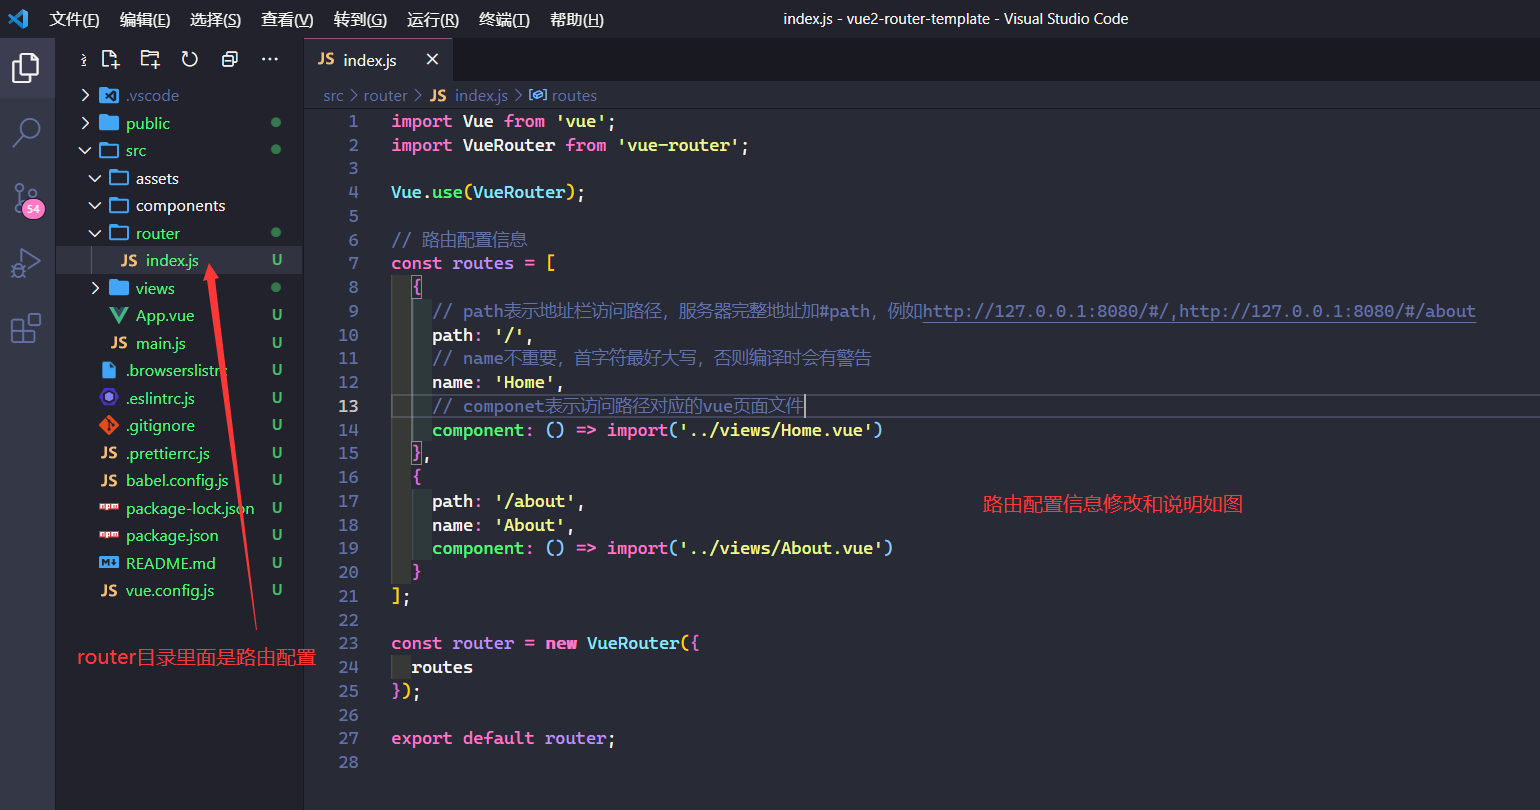 文件(F) 编辑(E) 选择(S) 查看(V) 转到(G) 运行(R) 终端(T) 帮助(H) index.js - vue2-router-template - Visual Studio Code
JS index.js
src > router > JS index.js > routes
54
.vscode
public
src
assets
components
router
JS index.js U
views
App.vue U
JS main.js U
.browserslistrc U
.eslintrc.js U
.gitignore U
JS .prettierrc.js U
JS babel.config.js U
npm package-lock.json U
npm package.json U
README.md U
JS vue.config.js U
router目录里面是路由配置
1 import Vue from 'vue';
2 import VueRouter from 'vue-router';
3
4 Vue.use(VueRouter);
5
6 // 路由配置信息
7 const routes = [
8 {
9 // path表示地址栏访问路径，服务器完整地址加#path，例如http://127.0.0.1:8080/#/,http://127.0.0.1:8080/#/about
10 path: '/',
11 // name不重要，首字符最好大写，否则编译时会有警告
12 name: 'Home',
13 // componet表示访问路径对应的vue页面文件
14 component: () => import('../views/Home.vue')
15 },
16 {
17 path: '/about',
18 name: 'About',
19 component: () => import('../views/About.vue')
20 }
21 ];
22
23 const router = new VueRouter({
24 routes
25 });
26
27 export default router;
28
路由配置信息修改和说明如图